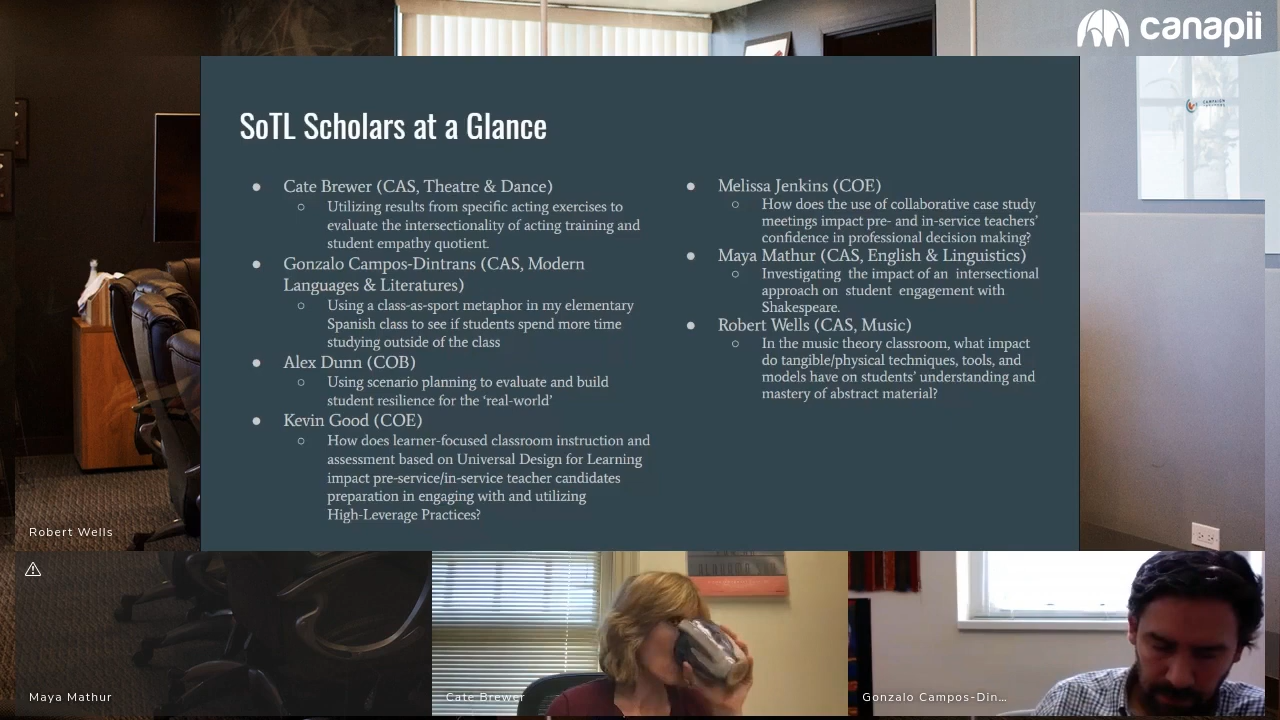 canapii
SoTL Scholars at a Glance
● Cate Brewer (CAS, Theatre & Dance)
○ Utilizing results from specific acting exercises to
evaluate the intersectionality of acting training and
student empathy quotient.
● Gonzalo Campos-Dintrans (CAS, Modern
Languages & Literatures)
○ Using a class-as-sport metaphor in my elementary
Spanish class to see if students spend more time
studying outside of the class
● Alex Dunn (COB)
○ Using scenario planning to evaluate and build
student resilience for the ‘real-world’
● Kevin Good (COE)
○ How does learner-focused classroom instruction and
assessment based on Universal Design for Learning
impact pre-service/in-service teacher candidates
preparation in engaging with and utilizing
High-Leverage Practices?
● Melissa Jenkins (COE)
○ How does the use of collaborative case study
meetings impact pre- and in-service teachers’
confidence in professional decision making?
● Maya Mathur (CAS, English & Linguistics)
○ Investigating the impact of an intersectional
approach on student engagement with
Shakespeare.
● Robert Wells (CAS, Music)
○ In the music theory classroom, what impact
do tangible/physical techniques, tools, and
models have on students’ understanding and
mastery of abstract material?
Robert Wells
Maya Mathur
Cate Brewer
Gonzalo Campos-Din…